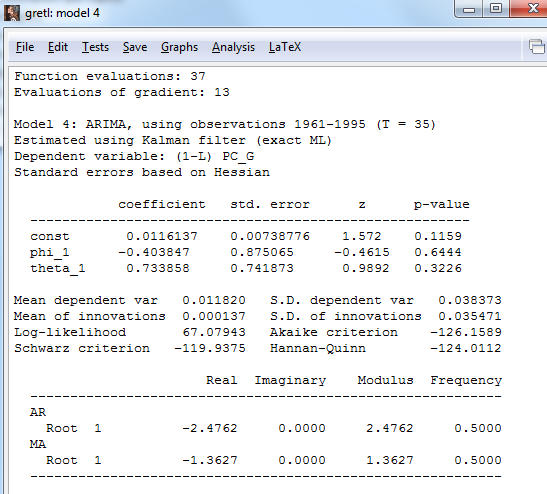 gretl: model 4
File Edit Tests Save Graphs Analysis LaTeX
Function evaluations: 37
Evaluations of gradient: 13
Model 4: ARIMA, using observations 1961-1995 (T = 35)
Estimated using Kalman filter (exact ML)
Dependent variable: (1-L) PC_G
Standard errors based on Hessian
coefficient std. error z p-value
---------------------------------------------------------
const 0.0116137 0.00738776 1.572 0.1159
phi_1 -0.403847 0.875065 -0.4615 0.6444
theta_1 0.733858 0.741873 0.9892 0.3226
Mean dependent var 0.011820 S.D. dependent var 0.038373
Mean of innovations 0.000137 S.D. of innovations 0.035471
Log-likelihood 67.07943 Akaike criterion -126.1589
Schwarz criterion -119.9375 Hannan-Quinn -124.0112
Real Imaginary Modulus Frequency
-----------------------------------------------------------
AR
Root 1 -2.4762 0.0000 2.4762 0.5000
MA
Root 1 -1.3627 0.0000 1.3627 0.5000
-----------------------------------------------------------